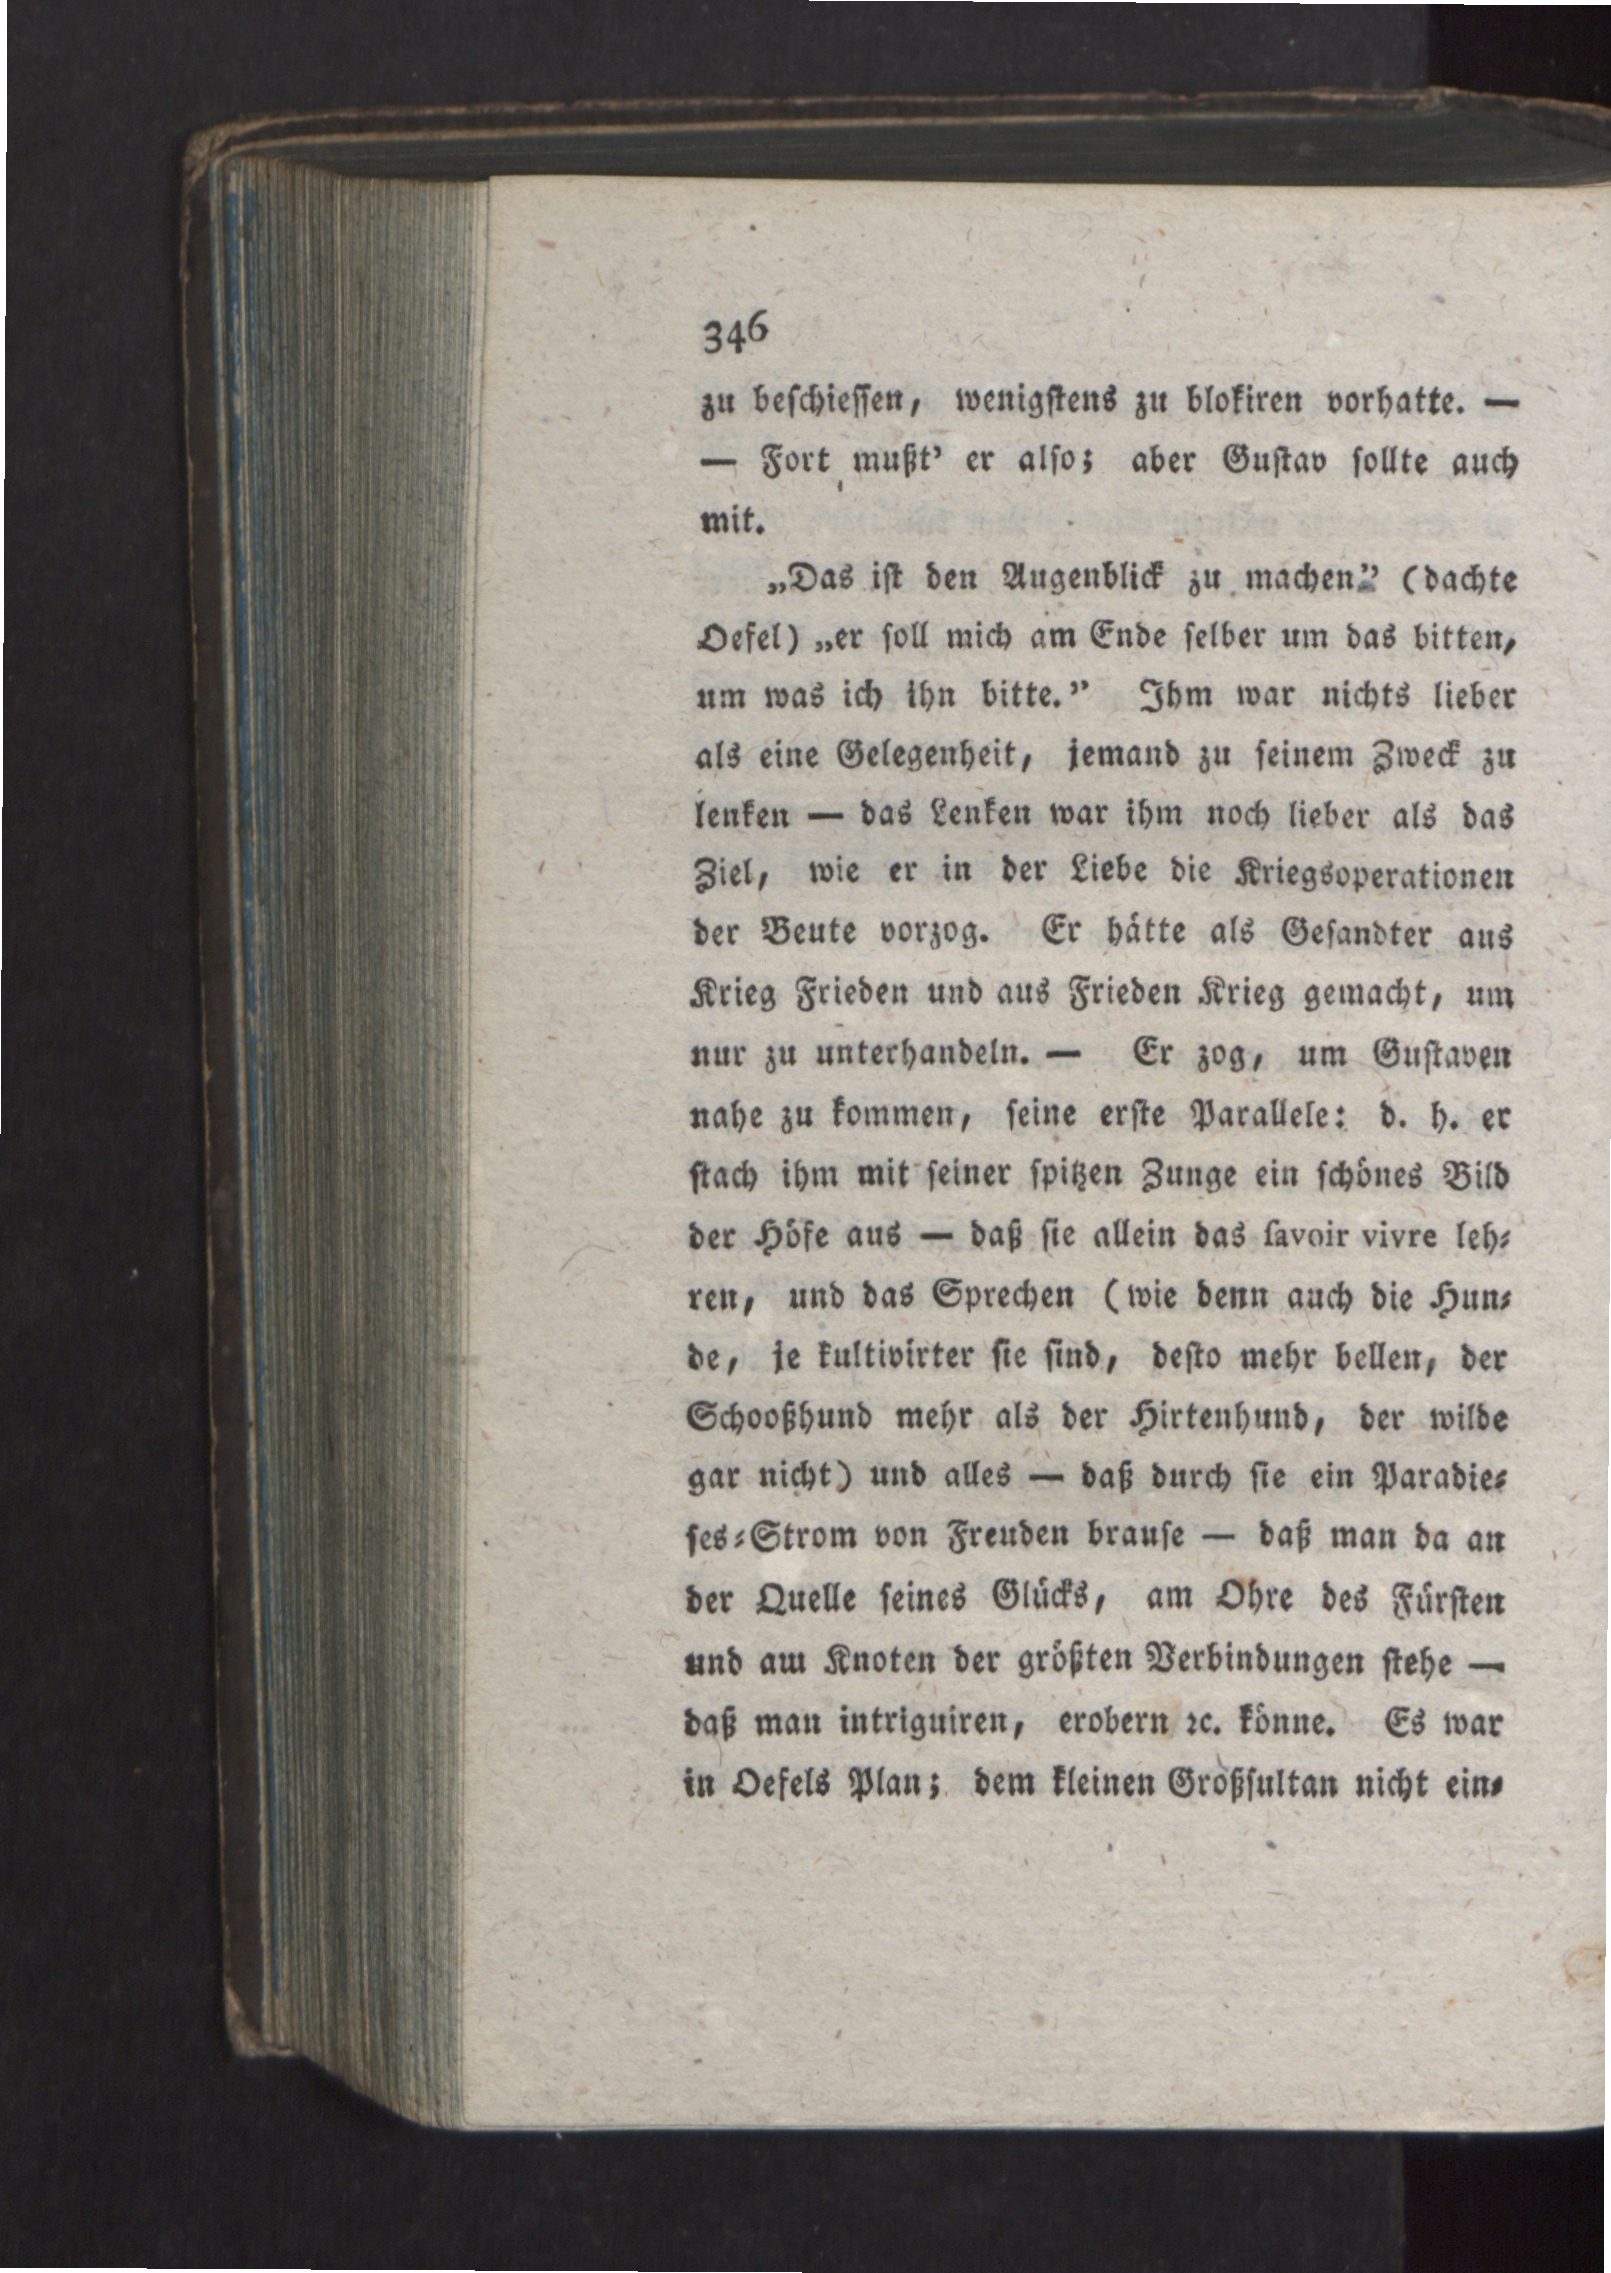 346
zu beschiessen, wenigstens zu blokiren vorhatte. —
— Fort mußt' er also; aber Gustav sollte auch
mit.
„Das ist den Augenblick zu machen” (dachte
Oefel) „er soll mich am Ende selber um das bitten,
um was ich ihn bitte.” Ihm war nichts lieber
als eine Gelegenheit, jemand zu seinem Zweck zu
lenken — das Lenken war ihm noch lieber als das
Ziel, wie er in der Liebe die Kriegsoperationen
der Beute vorzog. Er hätte als Gesandter aus
Krieg Frieden und aus Frieden Krieg gemacht, um
nur zu unterhandeln. — Er zog, um Gustaven
nahe zu kommen, seine erste Parallele: d. h. er
stach ihm mit seiner spitzen Zunge ein schönes Bild
der Höfe aus — daß sie allein das savoir vivre leh-
ren, und das Sprechen (wie denn auch die Hun-
de, je kultivirter sie sind, desto mehr bellen, der
Schooßhund mehr als der Hirtenhund, der wilde
gar nicht) und alles — daß durch sie ein Paradie-
ses-Strom von Freuden brause — daß man da an
der Quelle seines Glücks, am Ohre des Fürsten
und am Knoten der größten Verbindungen stehe —
daß man intriguiren, erobern ꝛc. könne. Es war
in Oefels Plan; dem kleinen Großsultan nicht ein-